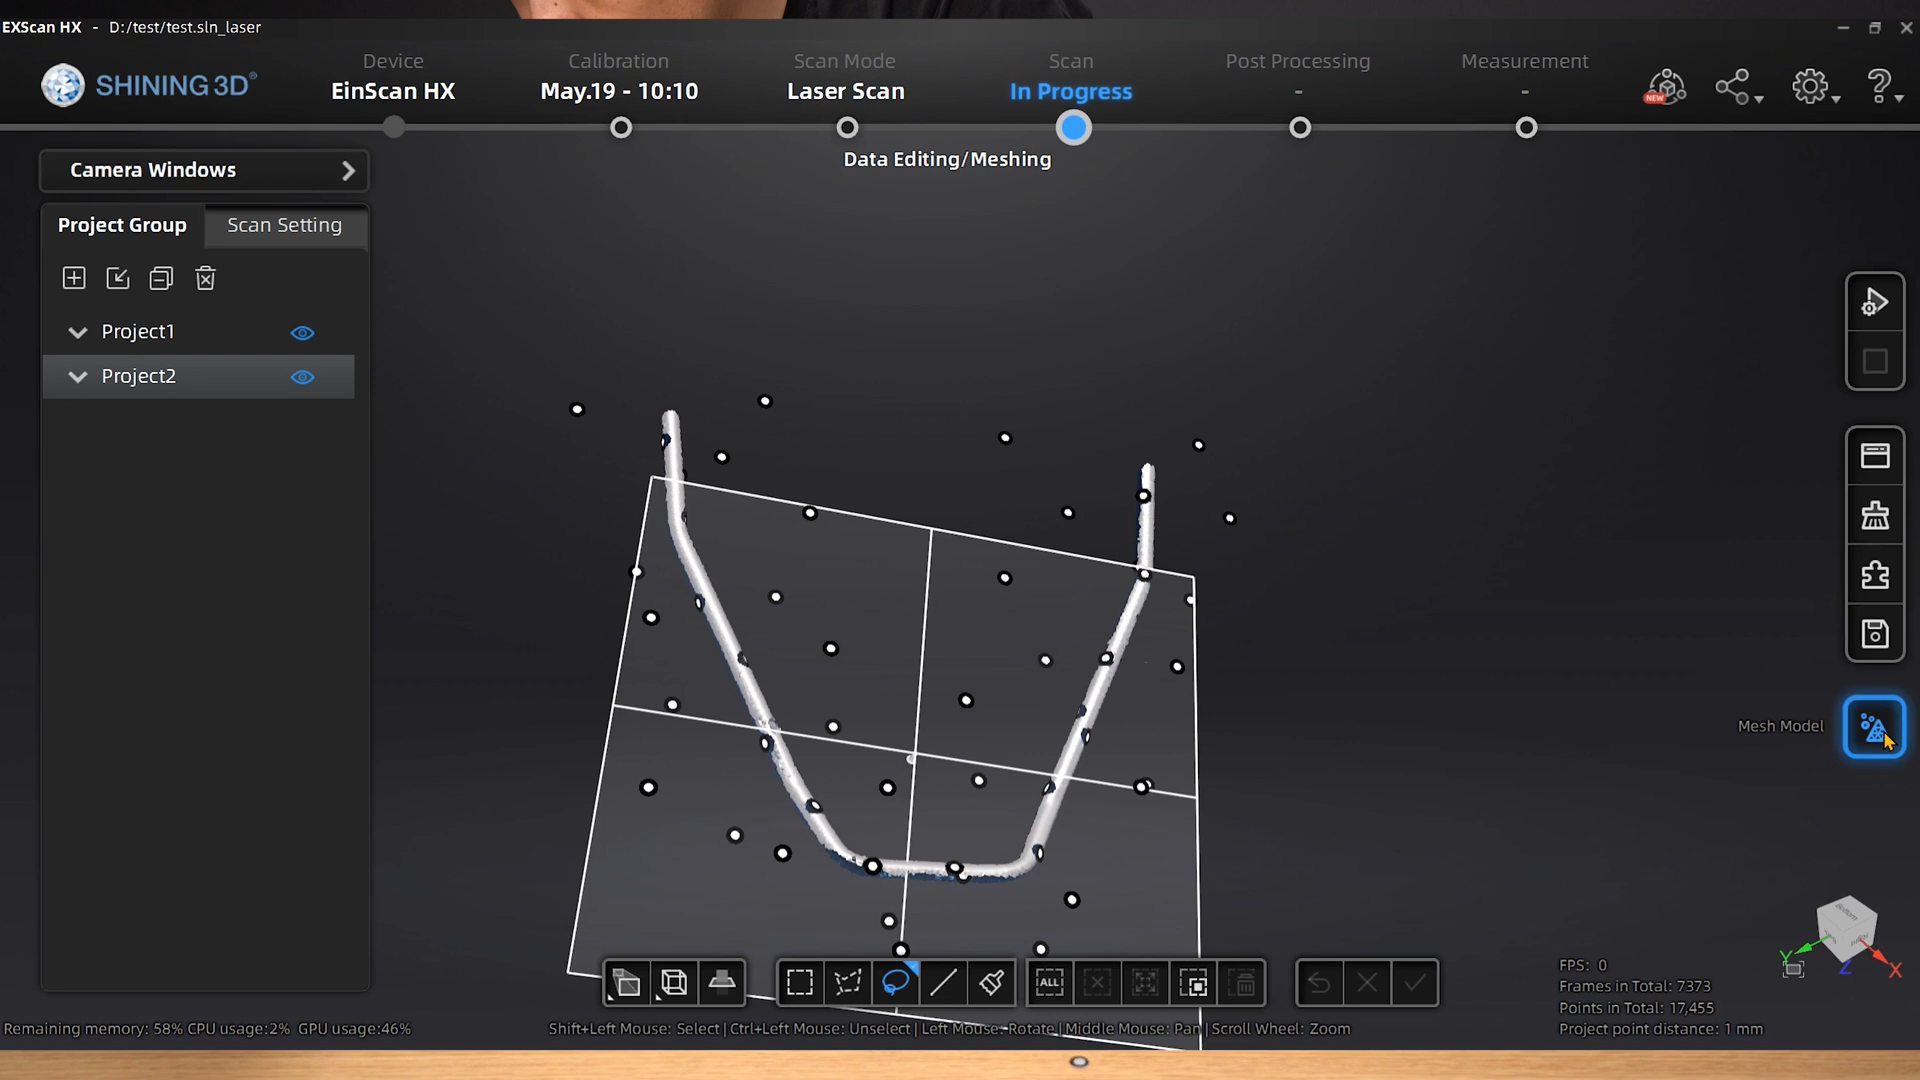 EXScan HX - D:/test/test.sln_laser
SHINING 3D®
Device
EinScan HX
Calibration
May.19 - 10:10
Scan Mode
Laser Scan
Scan
In Progress
Post Processing
-
Measurement
-
NEW
Data Editing/Meshing
Camera Windows
Project Group
Scan Setting
Project1
Project2
Mesh Model
ALL
Bottom
Y
Z
X
FPS: 0
Frames in Total: 7373
Points in Total: 17,455
Project point distance: 1 mm
Remaining memory: 58% CPU usage:2% GPU usage:46%
Shift+Left Mouse: Select | Ctrl+Left Mouse: Unselect | Left Mouse: Rotate | Middle Mouse: Pan | Scroll Wheel: Zoom